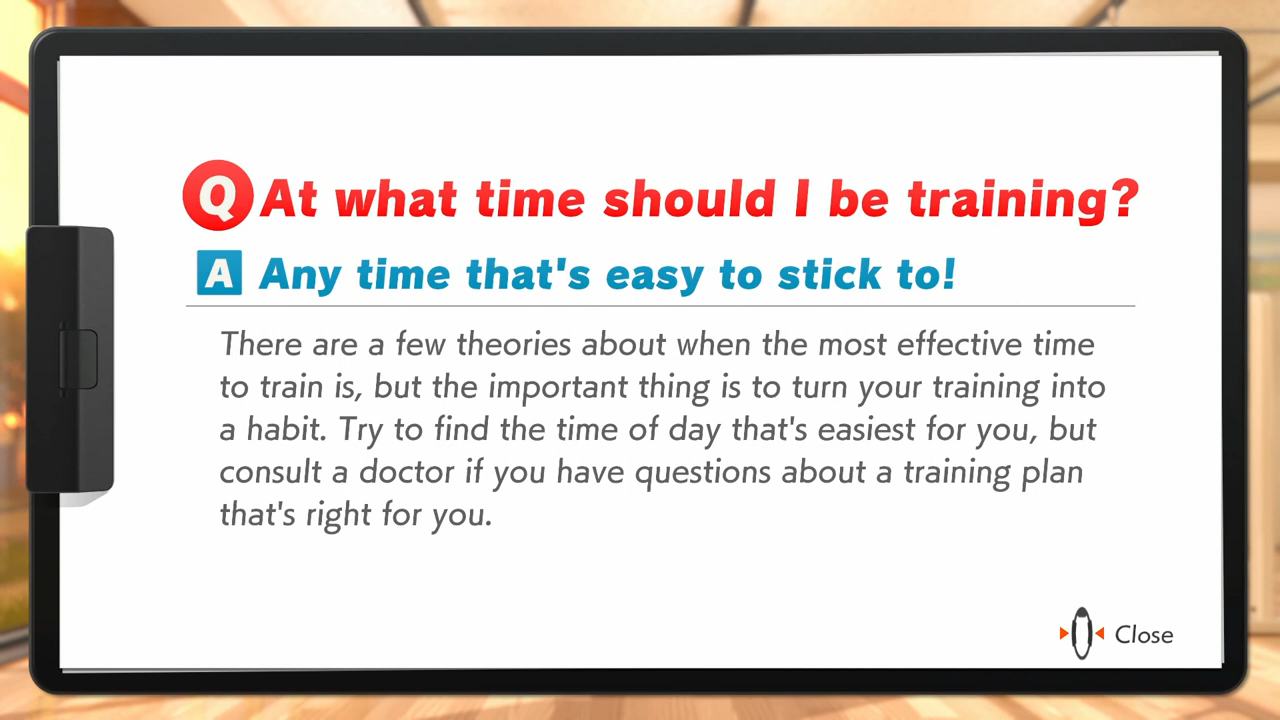 Q At what time should I be training?
A Any time that's easy to stick to!
There are a few theories about when the most effective time
to train is, but the important thing is to turn your training into
a habit. Try to find the time of day that's easiest for you, but
consult a doctor if you have questions about a training plan
that's right for you.
Close